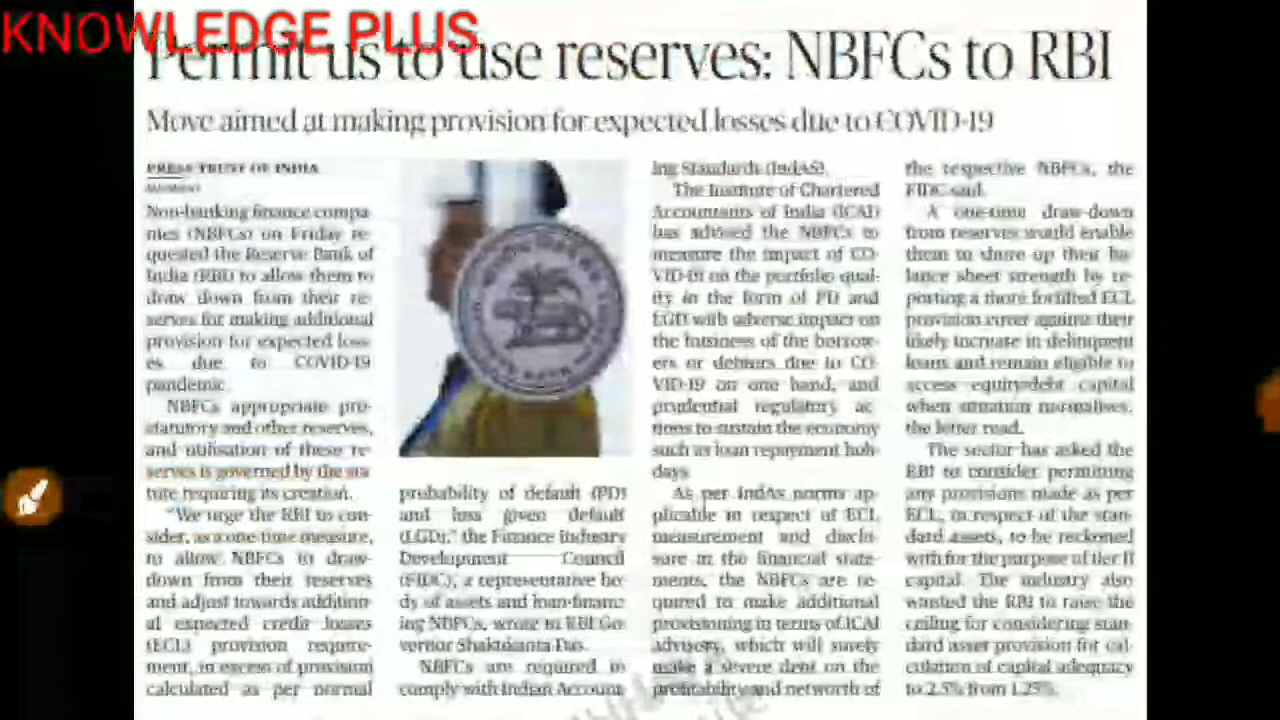 KNOWLEDGE PLUS
Permit us to use reserves: NBFCs to RBI
Move aimed at making provision for expected losses due to COVID-19
PRESS TRUST OF INDIA
MUMBAI
Non-banking finance compa-
nies (NBFCs) on Friday re-
quested the Reserve Bank of
India (RBI) to allow them to
draw down from their re-
serves for making additional
provision for expected loss-
es due to COVID-19
pandemic.
NBFCs appropriate pro-
statutory and other reserves,
and utilisation of these re-
serves is governed by the sta
tute requiring its creation.
"We urge the RBI to con-
sider, as a one time measure,
to allow NBFCs to draw-
down from their reserves
and adjust towards addition-
al expected credit losses
(ECL) provision require-
ment, in excess of provision
calculated as per normal
probability of default (PD)
and loss given default
(LGD)," the Finance Industry
Development Council
(FIDC), a representative bo-
dy of assets and loan-financ-
ing NBFCs, wrote to RBI Go-
vernor Shaktikanta Das.
NBFCs are required to
comply with Indian Account-
ing Standards (IndAS).
The Institute of Chartered
Accountants of India (ICAI)
has advised the NBFCs to
measure the impact of CO-
VID-19 on the portfolio qual-
ity in the form of PD and
LGD with adverse impact on
the business of the borrow-
ers or debtors due to CO-
VID-19 on one hand, and
prudential regulatory ac-
tions to sustain the economy
such as loan repayment holi-
days.
As per IndAs norms ap-
plicable in respect of ECL
measurement and disclo-
sure in the financial state-
ments, the NBFCs are re-
quired to make additional
provisioning in terms of ICAI
advisory, which will surely
make a severe dent on the
profitability and networth of
the respective NBFCs, the
FIDC said.
A one-time draw-down
from reserves would enable
them to shore up their ba-
lance sheet strength by re-
porting a more fortified ECL
provision cover against their
likely increase in delinquent
loans and remain eligible to
access equity/debt capital
when situation normalises,
the letter read.
The sector has asked the
RBI to consider permitting
any provisions made as per
ECL, in respect of the stan-
dard assets, to be reckoned
with for the purpose of tier II
capital. The industry also
wanted the RBI to raise the
ceiling for considering stan-
dard asset provision for cal-
culation of capital adequacy
to 2.5% from 1.25%.